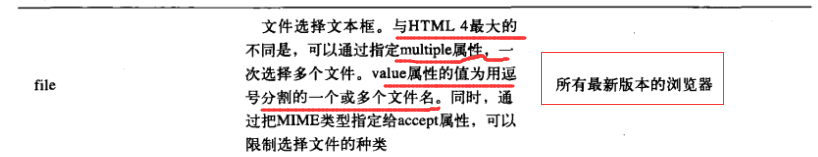 文件选择文本框。与HTML 4最大的
不同是，可以通过指定multiple属性，一
次选择多个文件。value属性的值为用逗
file
号分割的一个或多个文件名。同时，通
过把MIME类型指定给accept属性，可以
限制选择文件的种类
所有最新版本的浏览器